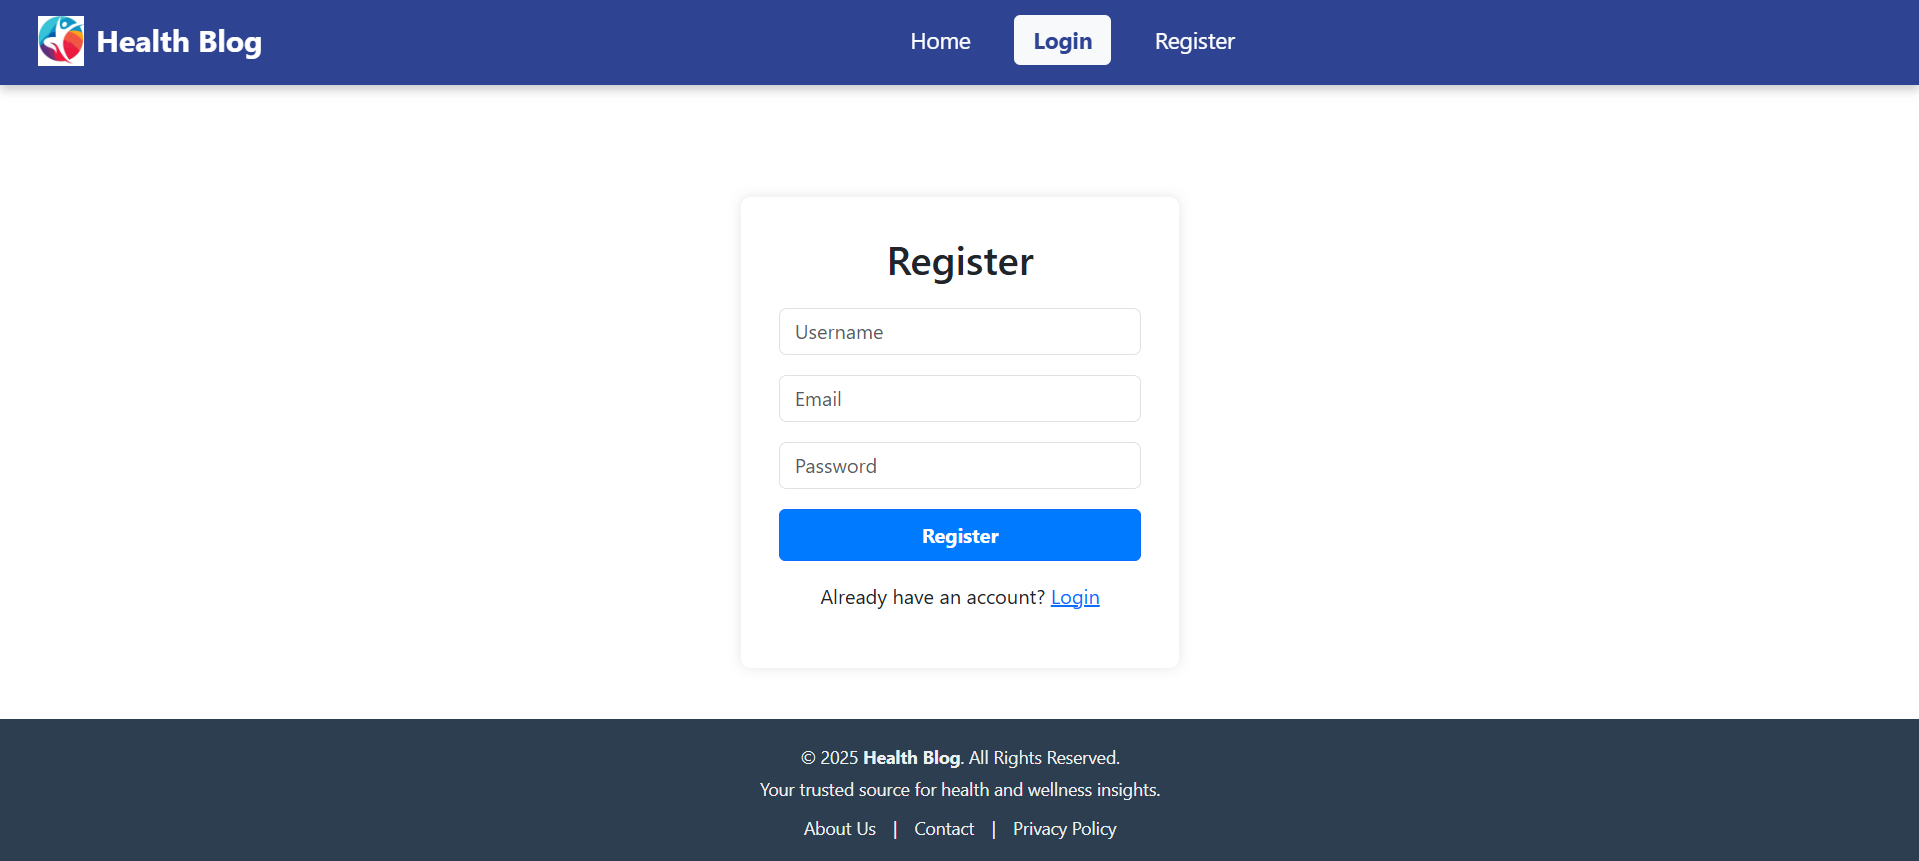 Health Blog
Home Login Register
Register
Username
Email
Password
Register
Already have an account? Login
© 2025 Health Blog. All Rights Reserved.
Your trusted source for health and wellness insights.
About Us | Contact | Privacy Policy